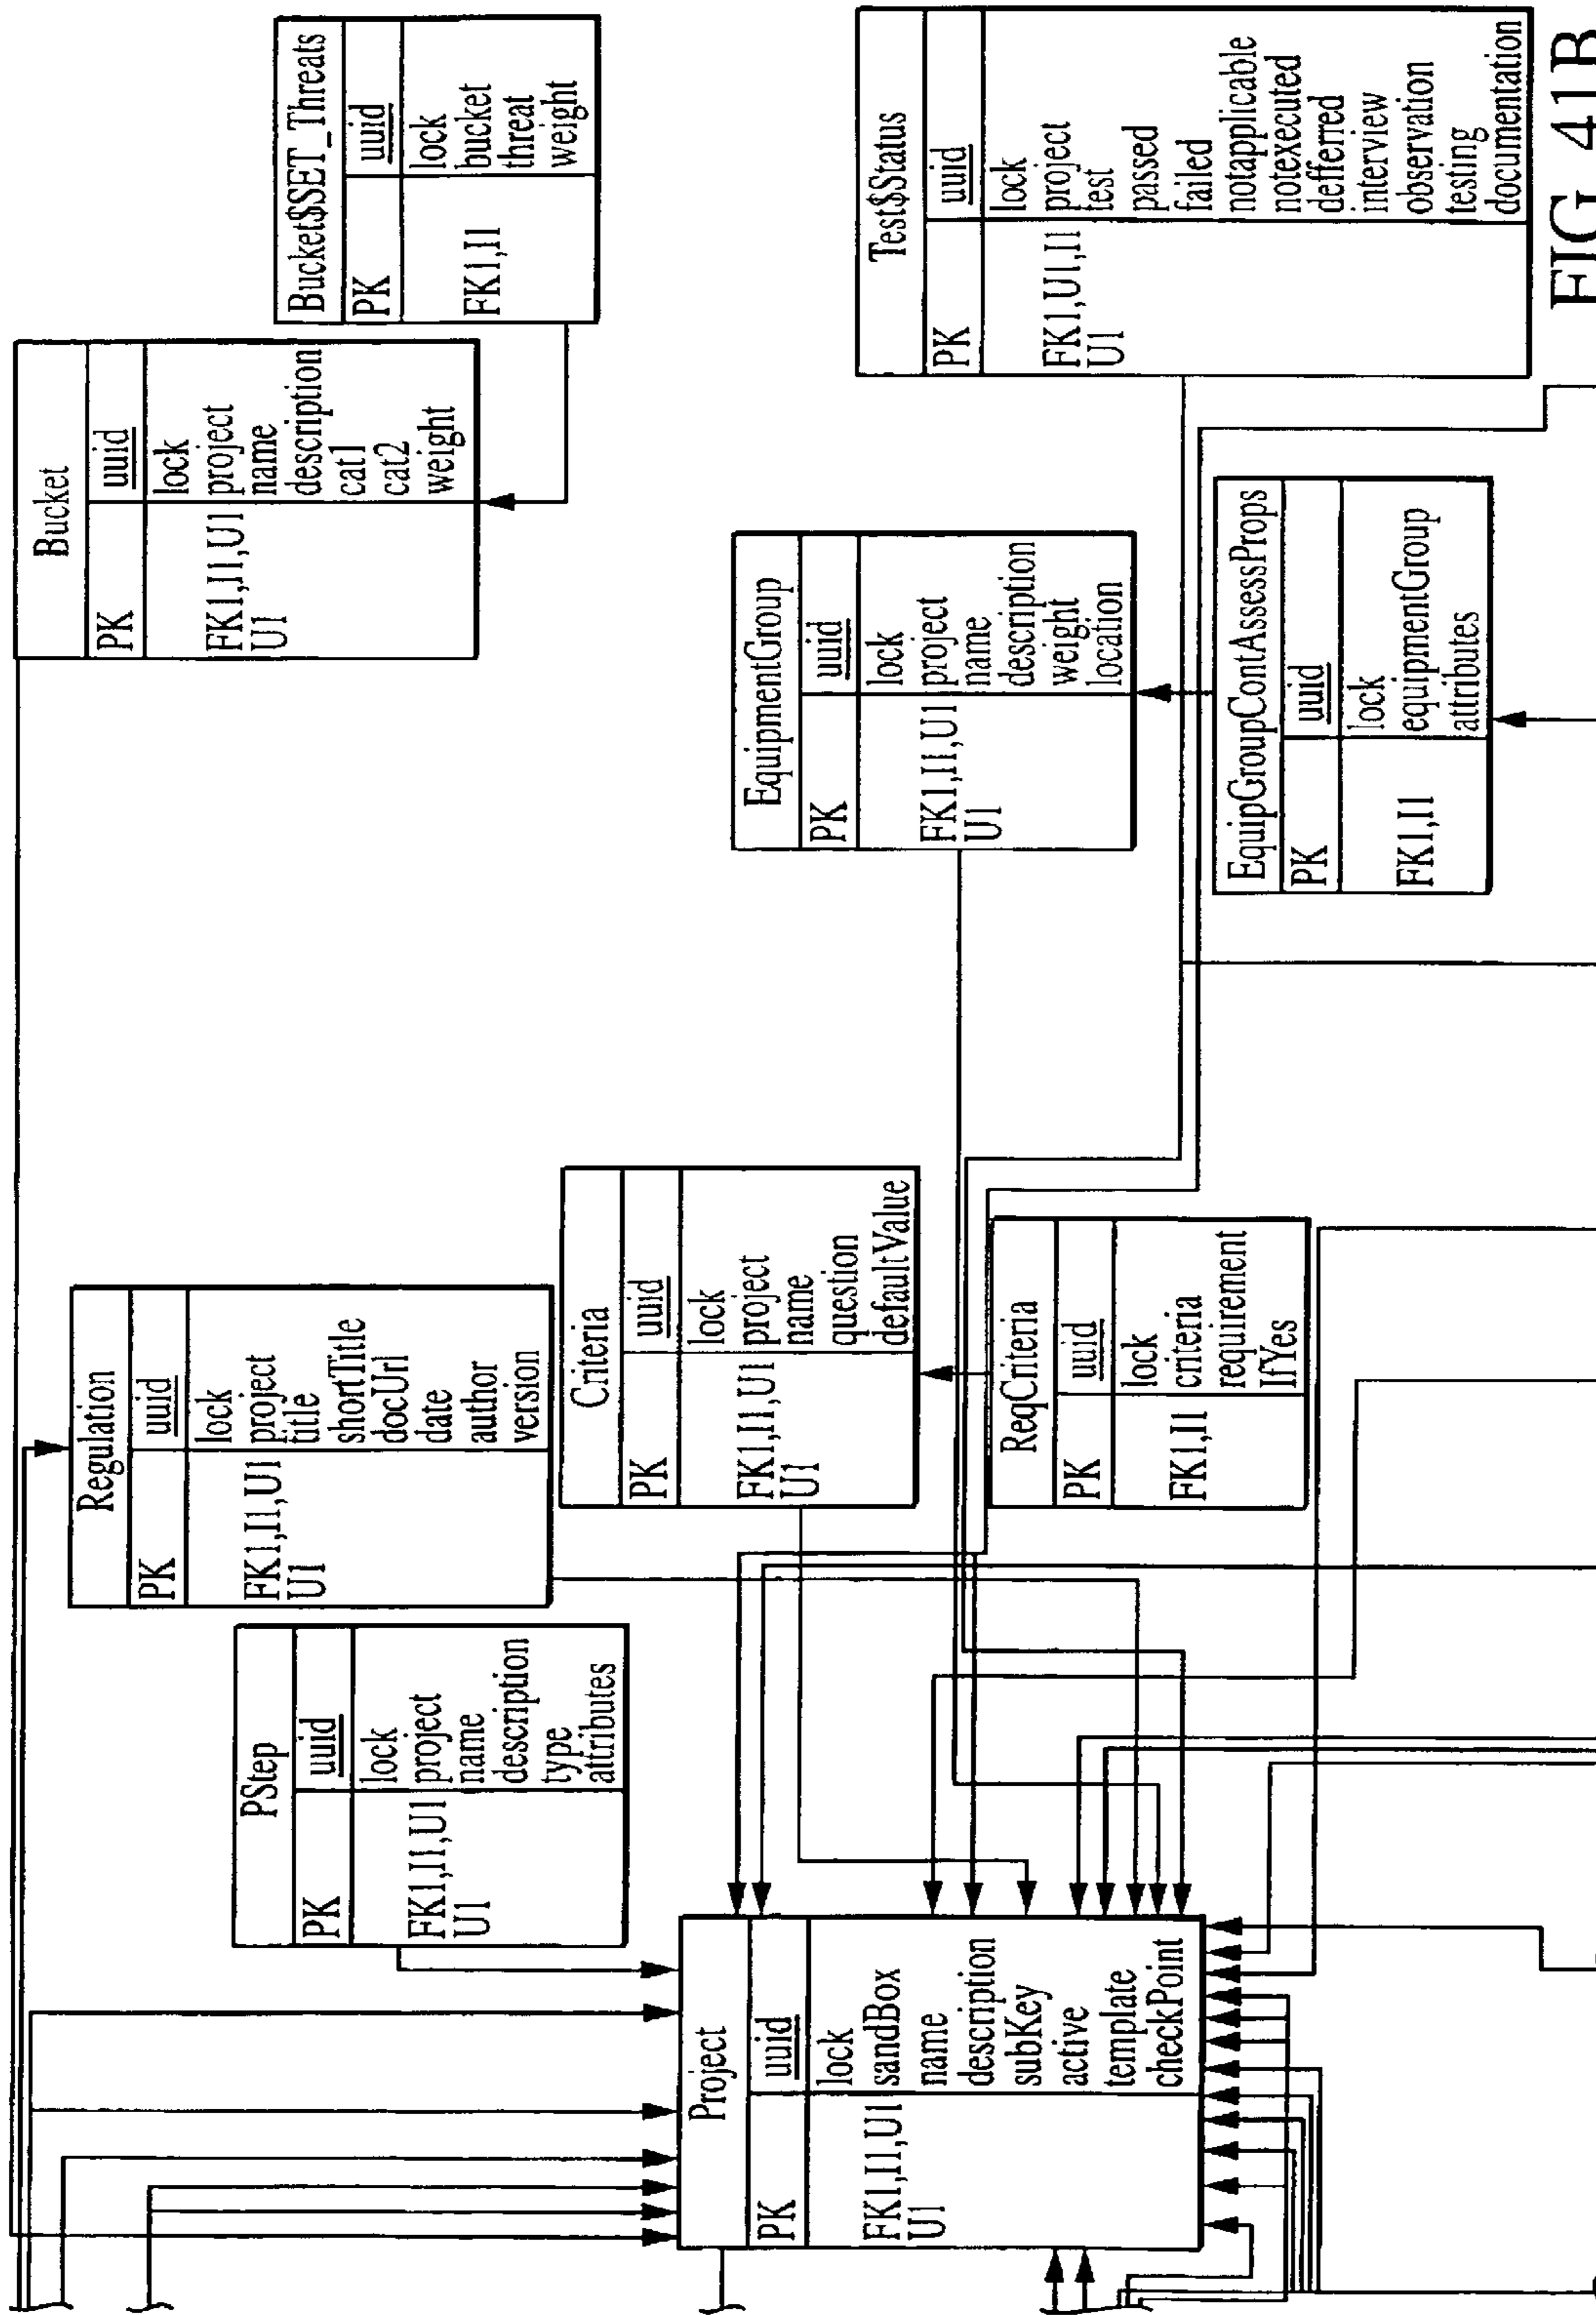 Bucket
PK uuid
lock
FK1,I1,U1 project
U1 name
description
cat1
cat2
weight
Bucket$SET_Threats
PK uuid
lock
FK1,I1 bucket
threat
weight
Regulation
PK uuid
lock
FK1,I1,U1 project
U1 title
shortTitle
docUrl
date
author
version
PStep
PK uuid
lock
FK1,I1,U1 project
U1 name
description
type
attributes
Criteria
PK uuid
lock
FK1,I1,U1 project
U1 name
question
defaultValue
EquipmentGroup
PK uuid
lock
FK1,I1,U1 project
U1 name
description
weight
location
Test$Status
PK uuid
lock
FK1,U1,I1 project
U1 test
passed
failed
notapplicable
notexecuted
defferred
interview
observation
testing
documentation
Project
PK uuid
lock
FK1,I1,U1 sandBox
U1 name
description
subKey
active
template
checkPoint
ReqCriteria
PK uuid
lock
FK1,I1 criteria
requirement
IfYes
EquipGroupContAssessProps
PK uuid
lock
FK1,I1 equipmentGroup
attributes
FIG 41B